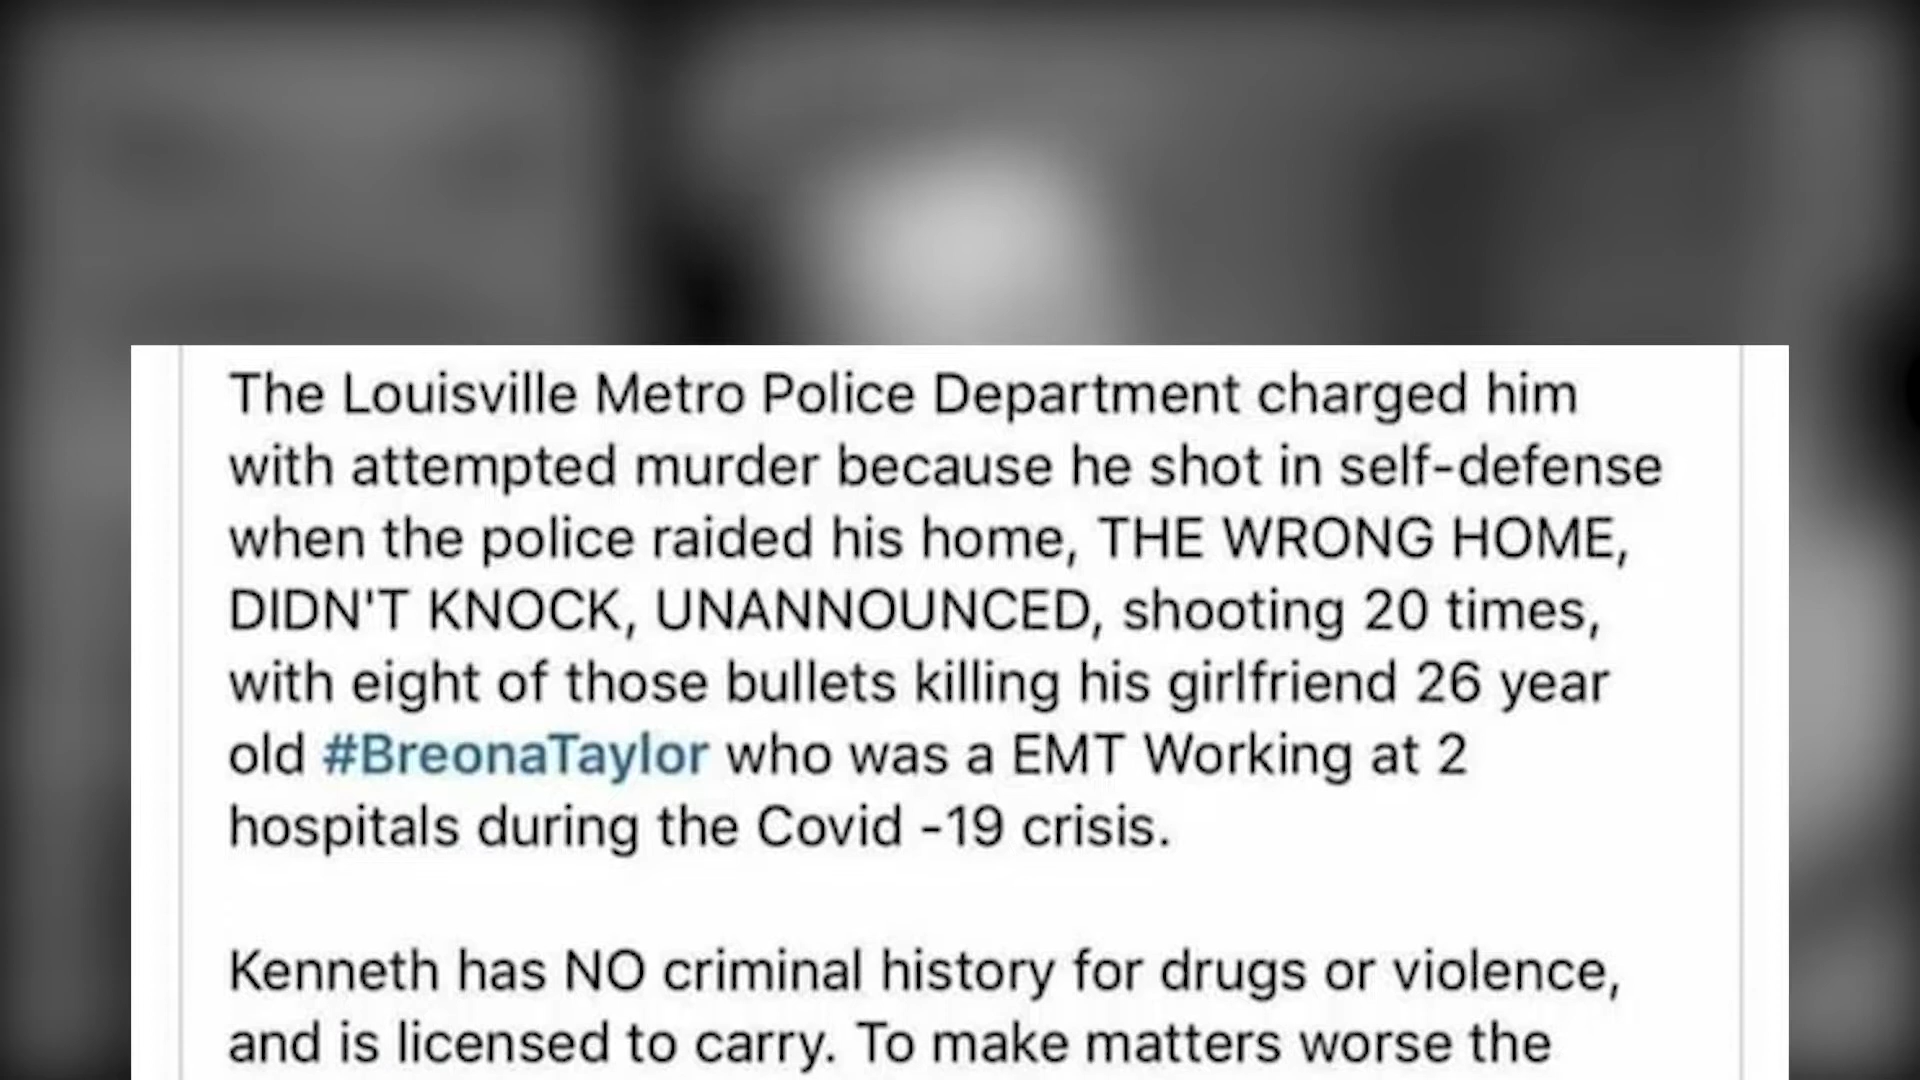 The Louisville Metro Police Department charged him
with attempted murder because he shot in self-defense
when the police raided his home, THE WRONG HOME,
DIDN'T KNOCK, UNANNOUNCED, shooting 20 times,
with eight of those bullets killing his girlfriend 26 year
old #BreonaTaylor who was a EMT Working at 2
hospitals during the Covid -19 crisis.
Kenneth has NO criminal history for drugs or violence,
and is licensed to carry. To make matters worse the